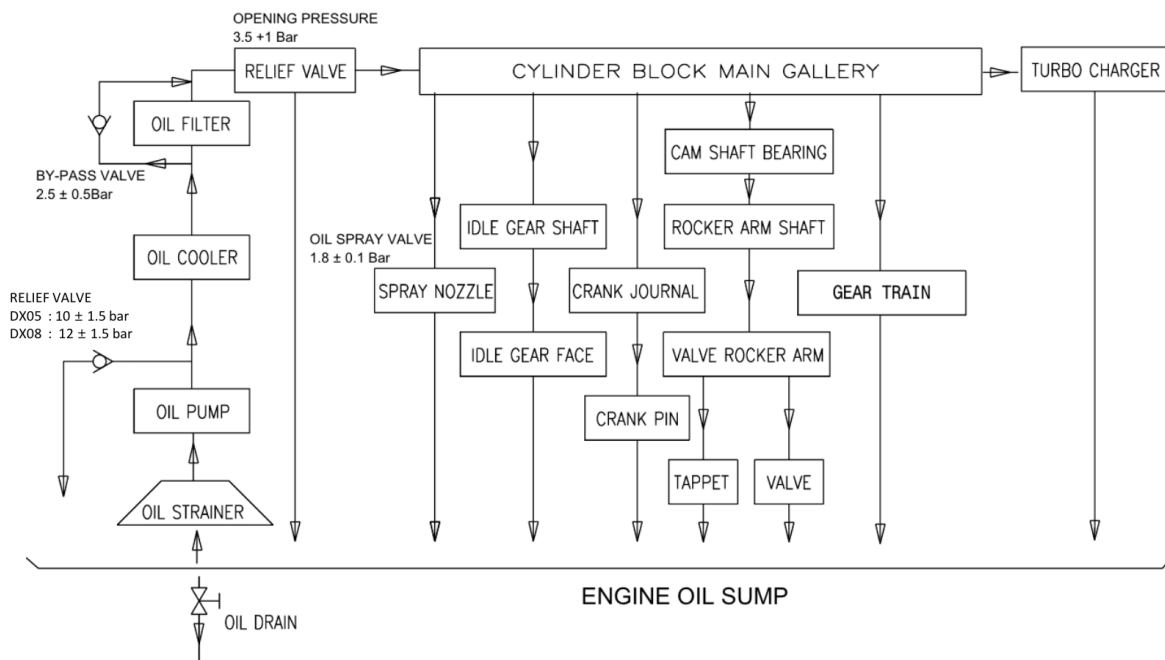 OPENING PRESSURE
3.5 +1 Bar
RELIEF VALVE
CYLINDER BLOCK MAIN GALLERY
TURBO CHARGER
OIL FILTER
BY-PASS VALVE
2.5 ± 0.5Bar
CAM SHAFT BEARING
IDLE GEAR SHAFT
ROCKER ARM SHAFT
OIL COOLER
OIL SPRAY VALVE
1.8 ± 0.1 Bar
SPRAY NOZZLE
CRANK JOURNAL
GEAR TRAIN
RELIEF VALVE
DX05 : 10 ± 1.5 bar
DX08 : 12 ± 1.5 bar
IDLE GEAR FACE
VALVE ROCKER ARM
OIL PUMP
CRANK PIN
TAPPET
VALVE
OIL STRAINER
ENGINE OIL SUMP
OIL DRAIN